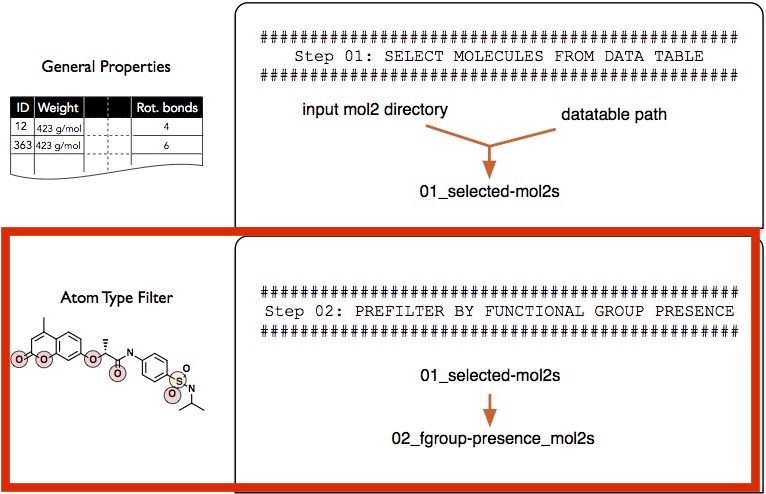 General Properties
ID Weight Rot. bonds
12 423 g/mol 4
363 423 g/mol 6
################################################
Step 01: SELECT MOLECULES FROM DATA TABLE
################################################
input mol2 directory
datatable path
01_selected-mol2s
Atom Type Filter
O O O O N S O O N
################################################
Step 02: PREFILTER BY FUNCTIONAL GROUP PRESENCE
################################################
01_selected-mol2s
02_fgroup-presence_mol2s